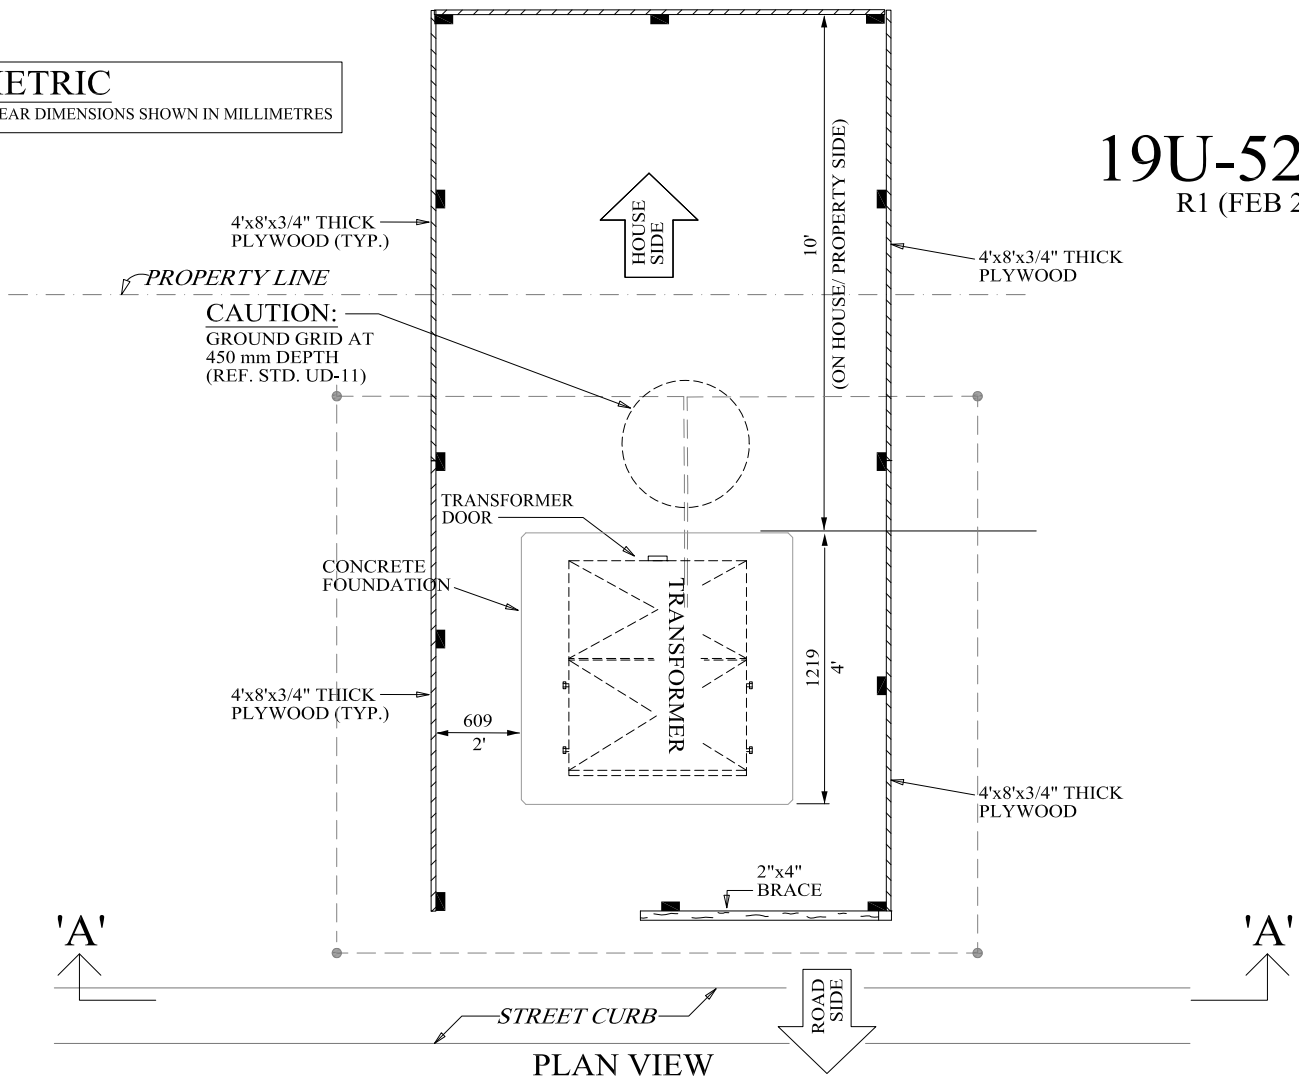 EAR DIMENSIONS SHOWN IN MILLIMETRES
19U-52
R1 (FEB 2
4'x8'x3/4" THICK
PLYWOOD (TYP.)
HOUSE
SIDE
10'
(ON HOUSE/ PROPERTY SIDE)
4'x8'x3/4" THICK
PLYWOOD
PROPERTY LINE
CAUTION:
GROUND GRID AT
450 mm DEPTH
(REF. STD. UD-11)
TRANSFORMER
DOOR
CONCRETE
FOUNDATION
TRANSFORMER
1219
4'
4'x8'x3/4" THICK
PLYWOOD (TYP.)
609
2'
4'x8'x3/4" THICK
PLYWOOD
2"x4"
BRACE
'A'
'A'
ROAD
SIDE
STREET CURB
PLAN VIEW